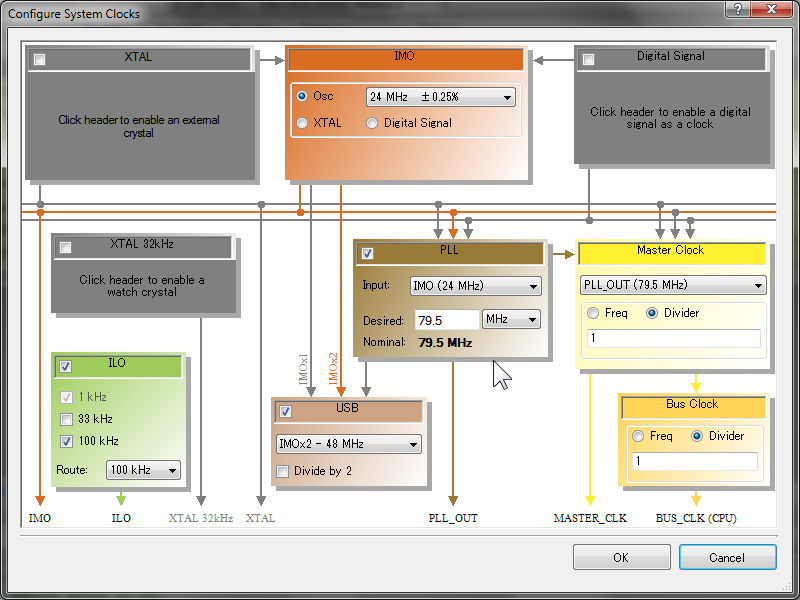 Configure System Clocks
XTAL
Click header to enable an external
crystal
IMO
Osc
24 MHz ±0.25%
XTAL
Digital Signal
Digital Signal
Click header to enable a digital
signal as a clock
XTAL 32kHz
Click header to enable a
watch crystal
PLL
Input:
IMO (24 MHz)
Desired:
79.5
MHz
Nominal:
79.5 MHz
Master Clock
PLL_OUT (79.5 MHz)
Freq
Divider
1
ILO
1 kHz
33 kHz
100 kHz
Route:
100 kHz
IMOx1
IMOx2
USB
IMOx2 - 48 MHz
Divide by 2
Bus Clock
Freq
Divider
1
IMO
ILO
XTAL 32kHz
XTAL
PLL_OUT
MASTER_CLK
BUS_CLK (CPU)
OK
Cancel